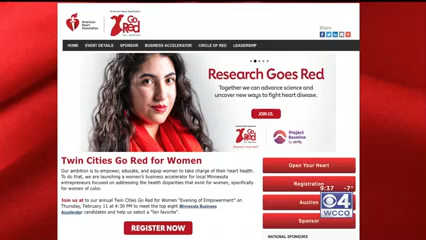 American
Heart
Association.
Go
Red
FOR WOMEN
Share
HOME EVENT DETAILS SPONSOR BUSINESS ACCELERATOR CIRCLE OF RED LEADERSHIP
Research Goes Red
Together we can advance science and
uncover new ways to fight heart disease.
JOIN US
Go
Red
Project
Baseline
by verily
Twin Cities Go Red for Women
Our ambition is to empower, educate, and equip women to take charge of their heart health.
To do that, we are launching a women's business accelerator for local Minnesota
entrepreneurs focused on addressing the health disparities that exist for women, specifically
for women of color.
Join us at our annual Twin Cities Go Red for Women "Evening of Empowerment" on
Thursday, February 11 at 4:30 PM to meet the top eight Minnesota Business
Accelerator candidates and help us select a "fan favorite".
REGISTER NOW
Open Your Heart
Registration
Auction
Sponsor
NATIONAL SPONSORS
9:37 -7°
4
WCCO